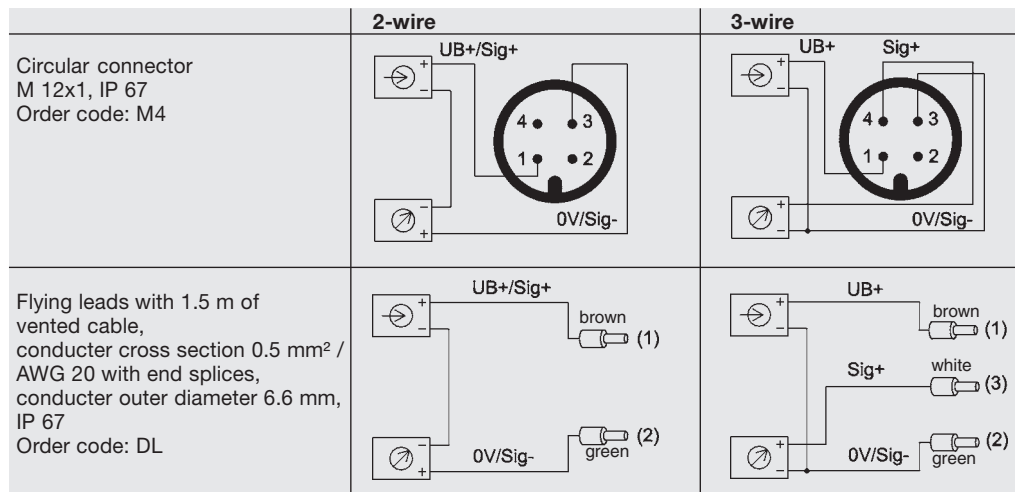 2-wire
3-wire
Circular connector
M 12x1, IP 67
Order code: M4
UB+/Sig+
+
-
4
3
1
2
-
+
0V/Sig-
UB+
Sig+
+
-
4
3
1
2
+
-
0V/Sig-
Flying leads with 1.5 m of
vented cable,
conducter cross section 0.5 mm² /
AWG 20 with end splices,
conducter outer diameter 6.6 mm,
IP 67
Order code: DL
UB+/Sig+
+
-
brown
(1)
-
+
0V/Sig-
(2)
green
UB+
+
-
brown
(1)
Sig+
white
(3)
+
-
0V/Sig-
(2)
green